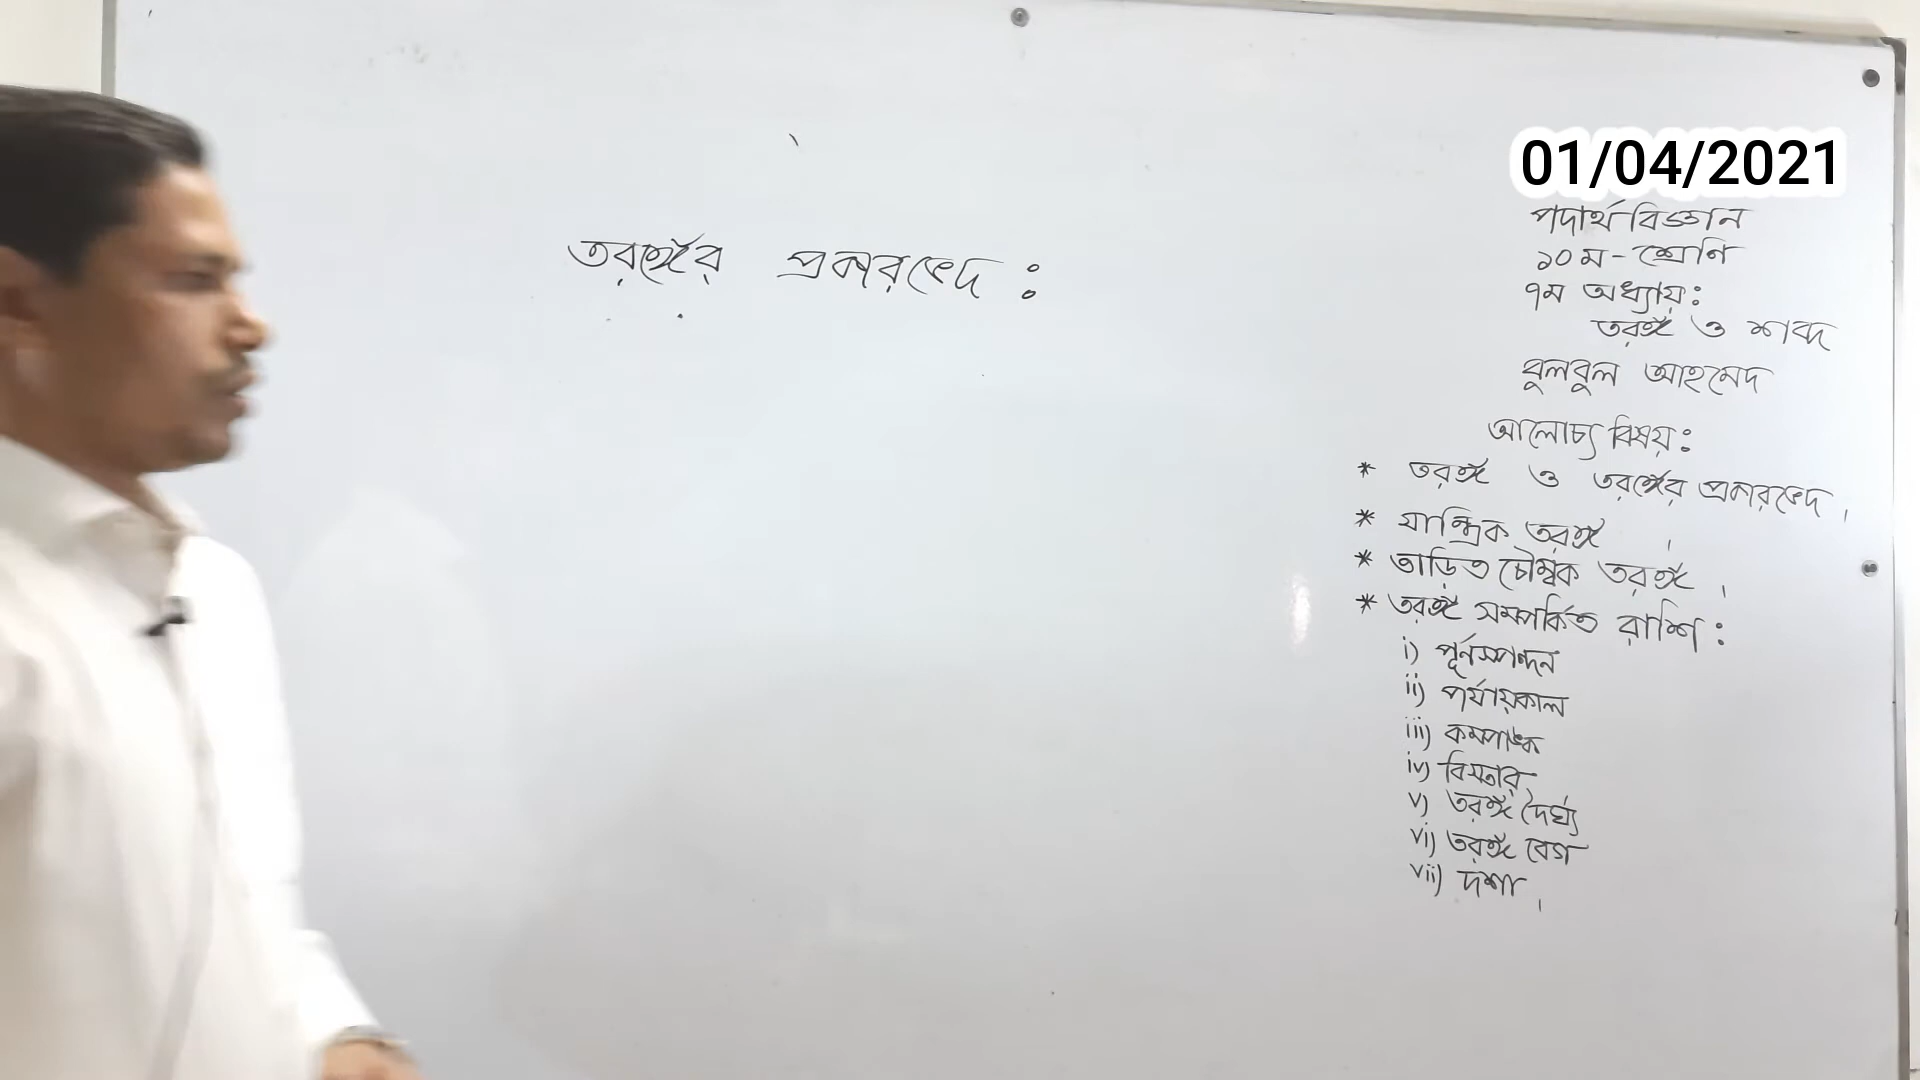 01/04/2021
পদার্থ বিজ্ঞান
১০ম - শ্রেণি
৭ম অধ্যায়ঃ
তরঙ্গ ও শব্দ
বুলবুল আহমেদ
তরঙ্গের প্রকারভেদ ঃ
আলোচ্য বিষয়ঃ
* তরঙ্গ ও তরঙ্গের প্রকারভেদ।
* যান্ত্রিক তরঙ্গ ।
* তাড়িত চৌম্বক তরঙ্গ ।
* তরঙ্গ সম্পর্কিত রাশি :
i) পূর্নস্পন্দন
ii) পর্যায়কাল
iii) কম্পাঙ্ক
iv) বিস্তার
v) তরঙ্গ দৈর্ঘ্য
vi) তরঙ্গ বেগ
vii) দশা ।